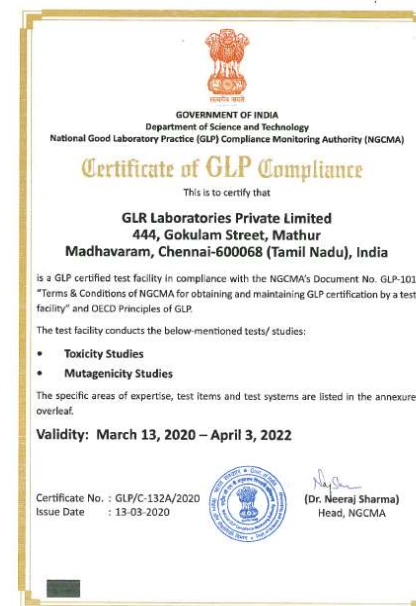 सत्यमेव जयते
GOVERNMENT OF INDIA
Department of Science and Technology
National Good Laboratory Practice (GLP) Compliance Monitoring Authority (NGCMA)
Certificate of GLP Compliance
This is to certify that
GLR Laboratories Private Limited
444, Gokulam Street, Mathur
Madhavaram, Chennai-600068 (Tamil Nadu), India
is a GLP certified test facility in compliance with the NGCMA's Document No. GLP-101
"Terms & Conditions of NGCMA for obtaining and maintaining GLP certification by a test
facility" and OECD Principles of GLP.
The test facility conducts the below-mentioned tests/ studies:
• Toxicity Studies
• Mutagenicity Studies
The specific areas of expertise, test items and test systems are listed in the annexure
overleaf.
Validity: March 13, 2020 – April 3, 2022
Certificate No. : GLP/C-132A/2020
Issue Date : 13-03-2020
(Dr. Neeraj Sharma)
Head, NGCMA